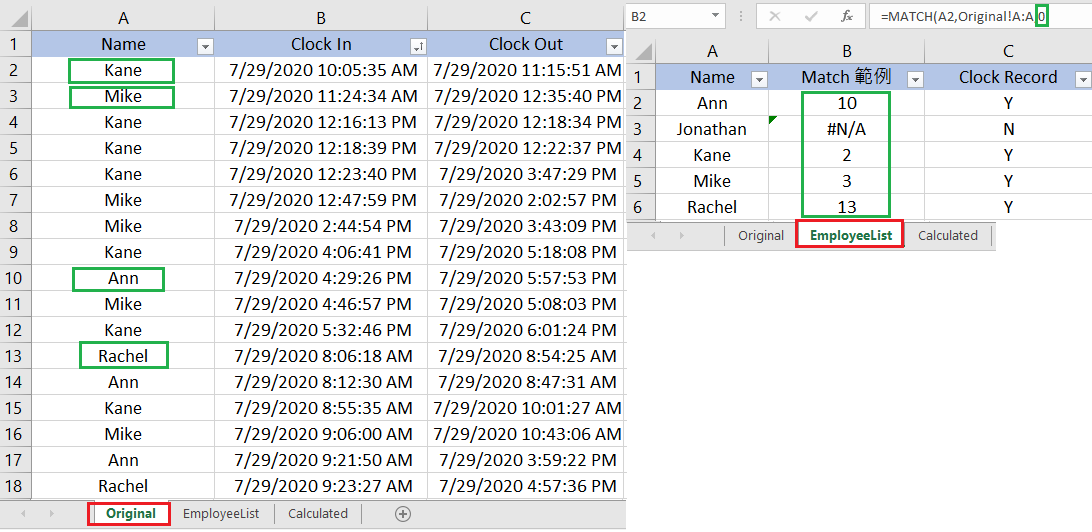 A B C
1 Name Clock In Clock Out
2 Kane 7/29/2020 10:05:35 AM 7/29/2020 11:15:51 AM
3 Mike 7/29/2020 11:24:34 AM 7/29/2020 12:35:40 PM
4 Kane 7/29/2020 12:16:13 PM 7/29/2020 12:18:34 PM
5 Kane 7/29/2020 12:18:39 PM 7/29/2020 12:22:37 PM
6 Kane 7/29/2020 12:23:40 PM 7/29/2020 3:47:29 PM
7 Mike 7/29/2020 12:47:59 PM 7/29/2020 2:02:57 PM
8 Mike 7/29/2020 2:44:54 PM 7/29/2020 3:43:09 PM
9 Kane 7/29/2020 4:06:41 PM 7/29/2020 5:18:08 PM
10 Ann 7/29/2020 4:29:26 PM 7/29/2020 5:57:53 PM
11 Mike 7/29/2020 4:46:57 PM 7/29/2020 5:08:03 PM
12 Kane 7/29/2020 5:32:46 PM 7/29/2020 6:01:24 PM
13 Rachel 7/29/2020 8:06:18 AM 7/29/2020 8:54:25 AM
14 Ann 7/29/2020 8:12:30 AM 7/29/2020 8:47:31 AM
15 Kane 7/29/2020 8:55:35 AM 7/29/2020 10:01:27 AM
16 Mike 7/29/2020 9:06:00 AM 7/29/2020 10:43:06 AM
17 Ann 7/29/2020 9:21:50 AM 7/29/2020 3:59:22 PM
18 Rachel 7/29/2020 9:23:27 AM 7/29/2020 4:57:36 PM
Original EmployeeList Calculated
B2 fx =MATCH(A2,Original!A:A,0
A B C
1 Name Match 範例 Clock Record
2 Ann 10 Y
3 Jonathan #N/A N
4 Kane 2 Y
5 Mike 3 Y
6 Rachel 13 Y
Original EmployeeList Calculated